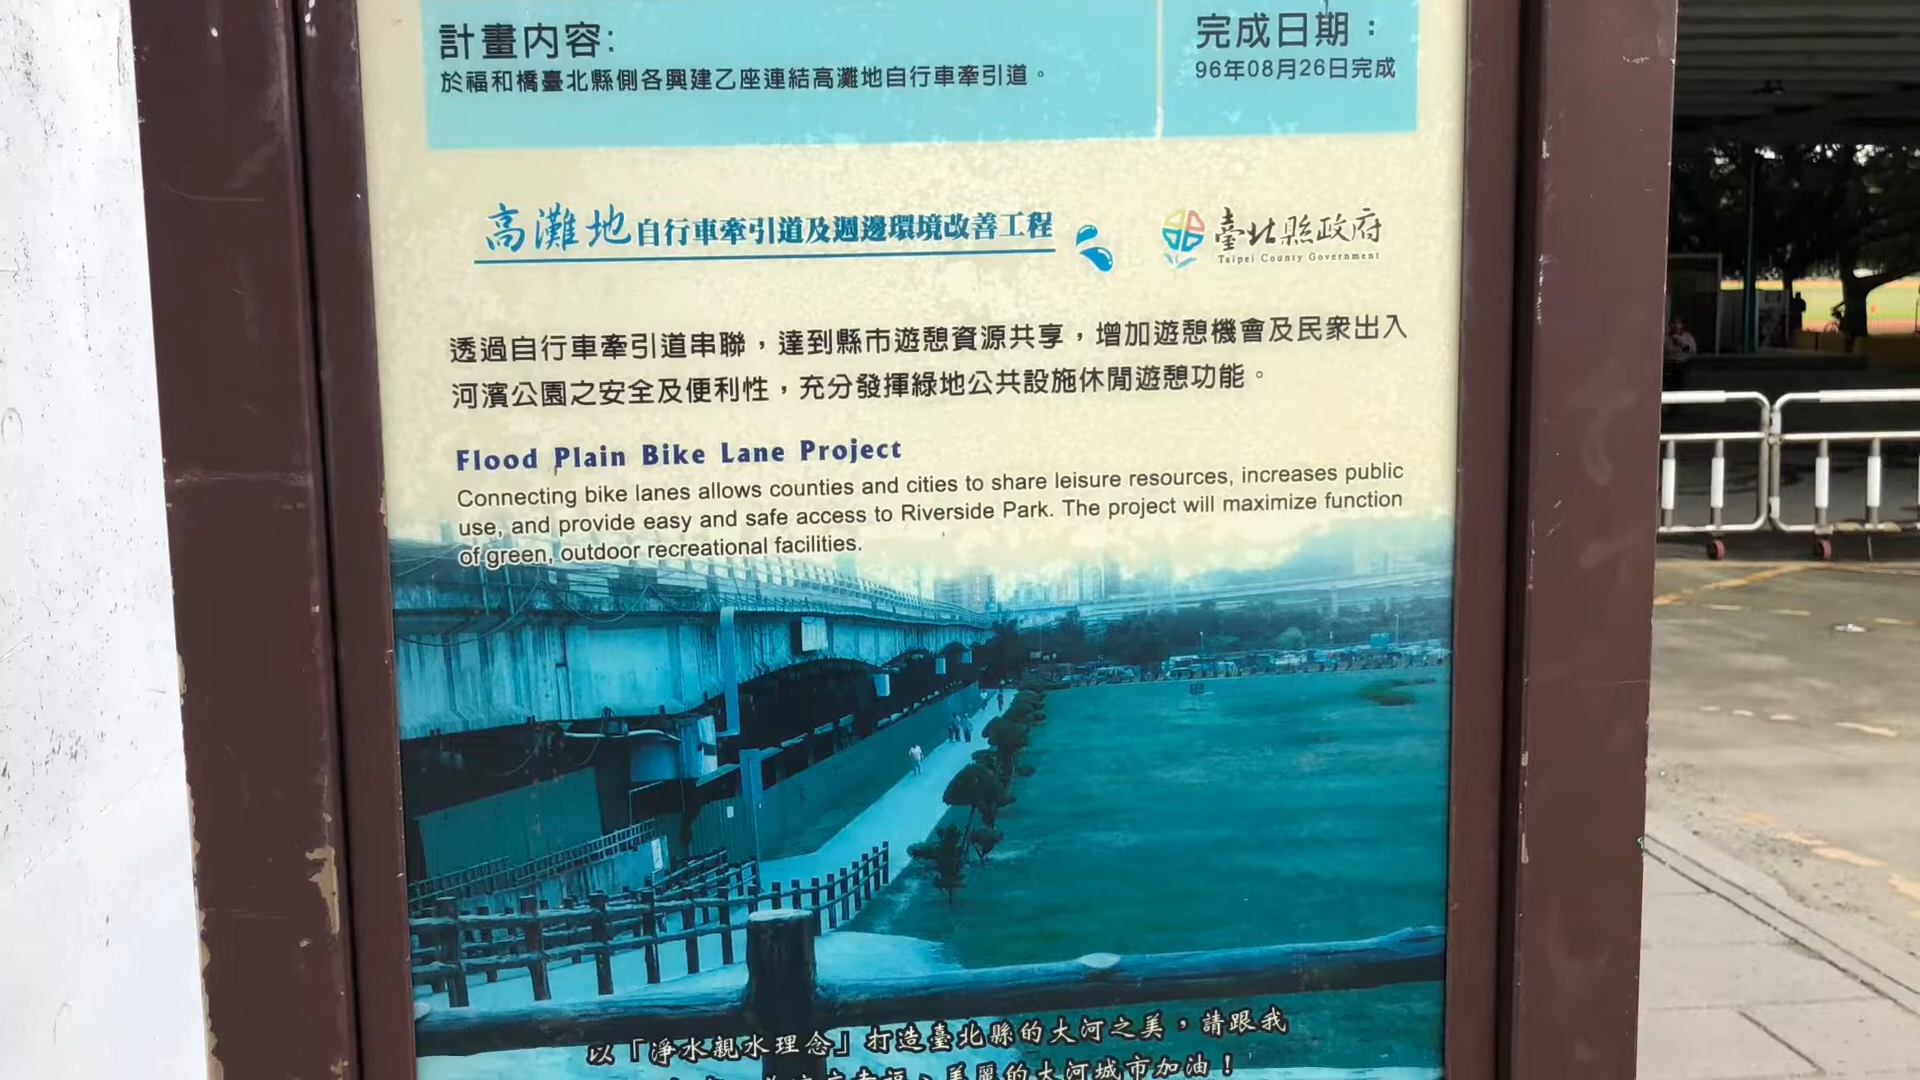 計畫內容:
於福和橋臺北縣側各興建乙座連結高灘地自行車牽引道。
完成日期：
96年08月26日完成
高灘地自行車牽引道及週邊環境改善工程
臺北縣政府
Taipei County Government
透過自行車牽引道串聯，達到縣市遊憩資源共享，增加遊憩機會及民衆出入
河濱公園之安全及便利性，充分發揮綠地公共設施休閒遊憩功能。
Flood Plain Bike Lane Project
Connecting bike lanes allows counties and cities to share leisure resources, increases public
use, and provide easy and safe access to Riverside Park. The project will maximize function
of green, outdoor recreational facilities.
以「淨水親水理念」打造臺北縣的大河之美，請跟我
幸福、美麗的大河城市加油！